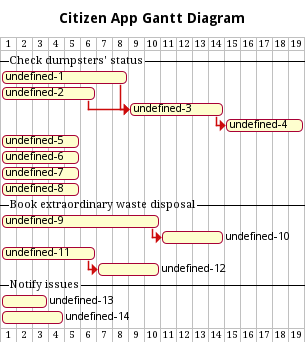 Citizen App Gantt Diagram
1 2 3 4 5 6 7 8 9 10 11 12 13 14 15 16 17 18 19
Check dumpsters' status
undefined-1
undefined-2
undefined-3
undefined-4
undefined-5
undefined-6
undefined-7
undefined-8
Book extraordinary waste disposal
undefined-9
undefined-10
undefined-11
undefined-12
Notify issues
undefined-13
undefined-14
1 2 3 4 5 6 7 8 9 10 11 12 13 14 15 16 17 18 19